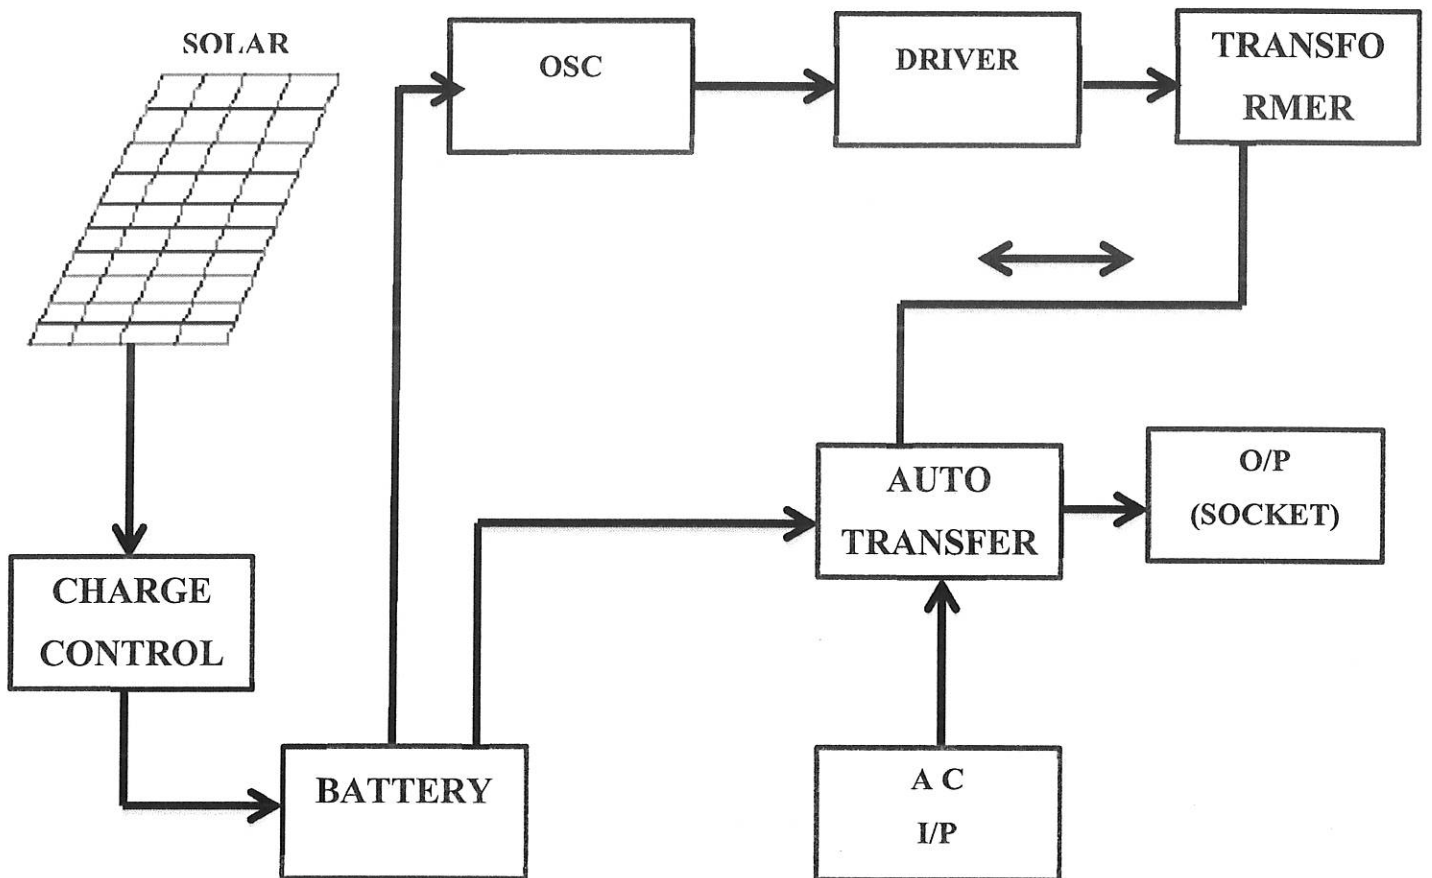 SOLAR
OSC
DRIVER
TRANSFO
RMER
AUTO
TRANSFER
O/P
(SOCKET)
CHARGE
CONTROL
BATTERY
A C
I/P